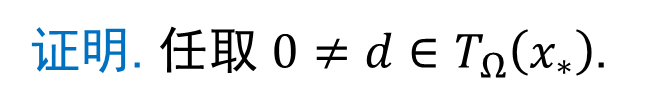 证明. 任取 0 ≠ d ∈ T_Ω(x_*).